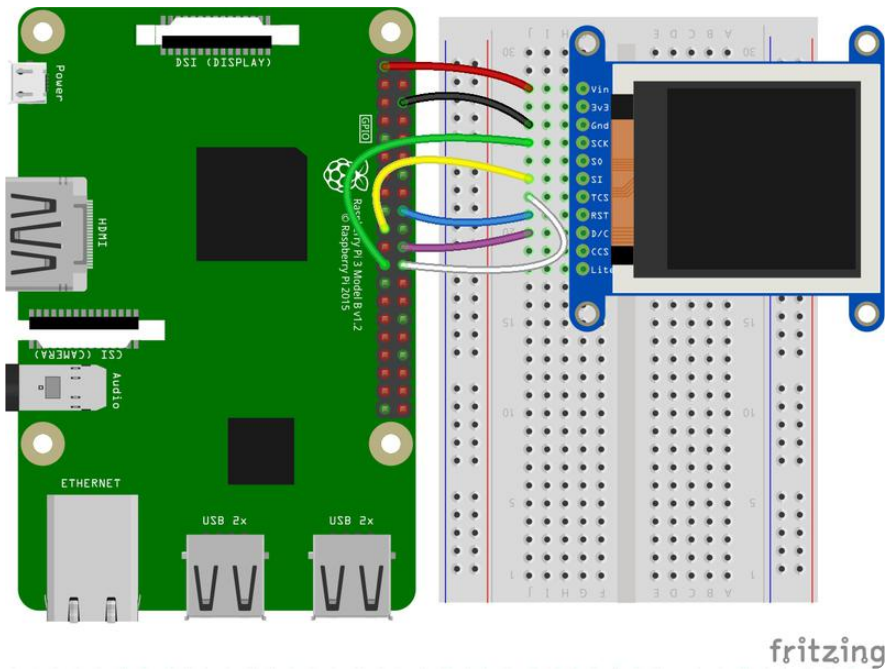 DSI (DISPLAY)
Power
GPIO
HDMI
Raspberry Pi 3 Model B v1.2
© Raspberry Pi 2015
CSI (CAMERA)
Audio
ETHERNET
USB 2x
USB 2x
30
30
J I H G F
E D C B A
Vin
3v3
Gnd
SCK
SO
SI
TCS
RST
D/C
CCS
Lite
20
15
15
10
10
5
5
1
1
J I H G F
E D C B A
fritzing